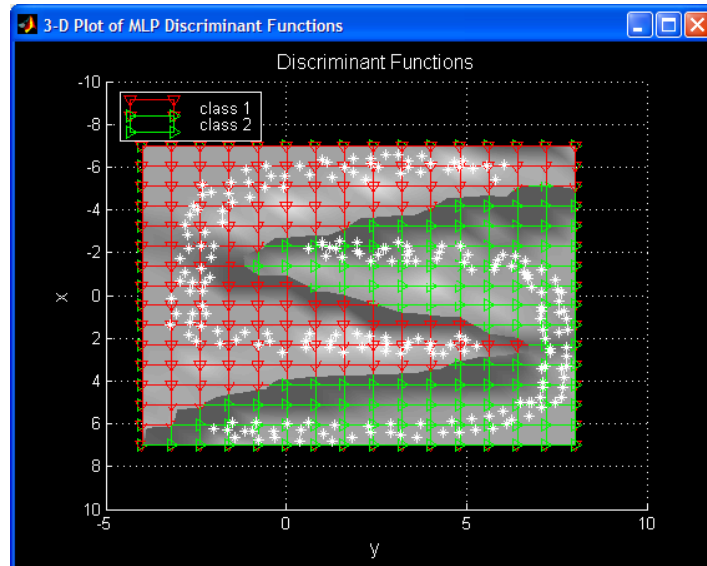 3-D Plot of MLP Discriminant Functions
Discriminant Functions
class 1
class 2
-10
-8
-6
-4
-2
0
2
4
6
8
10
x
-5
0
5
10
y